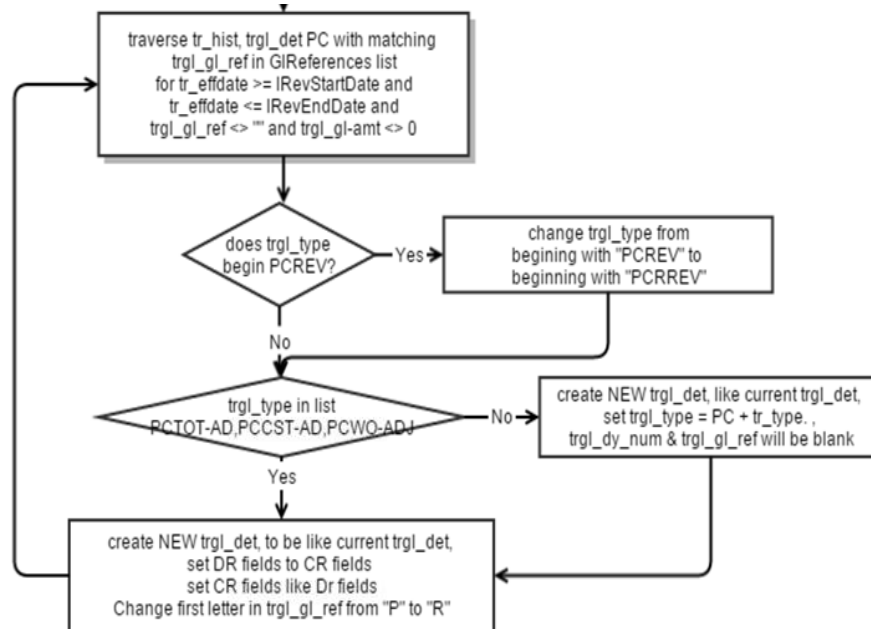 traverse tr_hist, trgl_det PC with matching
trgl_gl_ref in GlReferences list
for tr_effdate >= lRevStartDate and
tr_effdate <= lRevEndDate and
trgl_gl_ref <> "" and trgl_gl-amt <> 0
does trgl_type
begin PCREV?
Yes
change trgl_type from
begining with "PCREV" to
beginning with "PCRREV"
No
trgl_type in list
PCTOT-AD,PCCST-AD,PCWO-ADJ
No
create NEW trgl_det, like current trgl_det,
set trgl_type = PC + tr_type. ,
trgl_dy_num & trgl_gl_ref will be blank
Yes
create NEW trgl_det, to be like current trgl_det,
set DR fields to CR fields
set CR fields like Dr fields
Change first letter in trgl_gl_ref from "P" to "R"